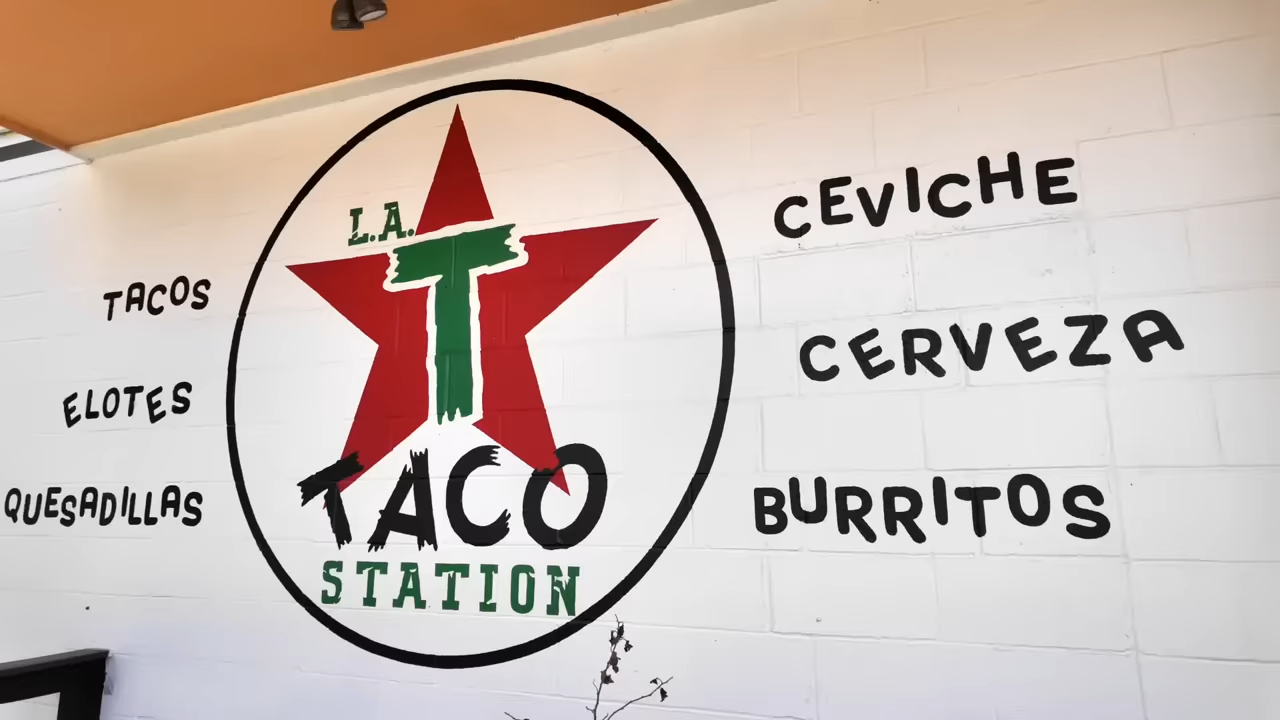 TACOS
ELOTES
QUESADILLAS
L.A.
T
TACO
STATION
CEVICHE
CERVEZA
BURRITOS